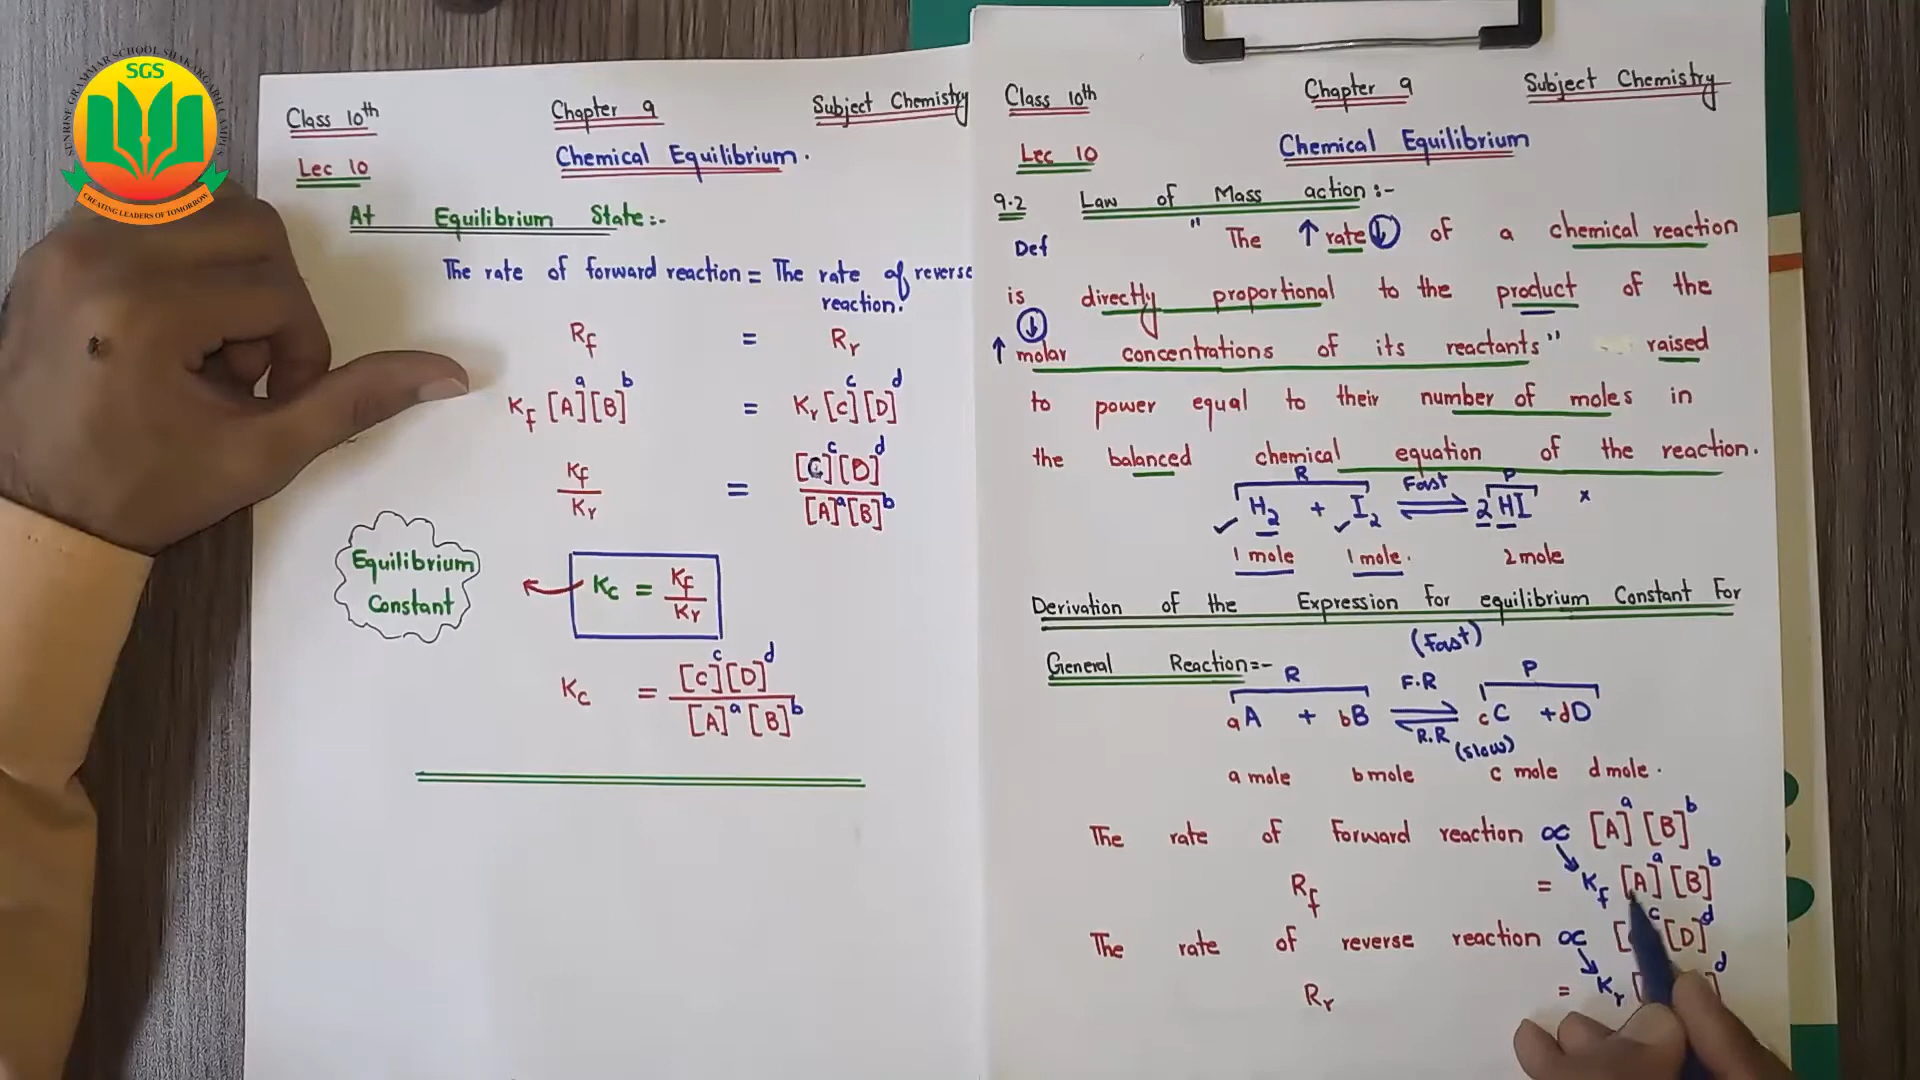 SUNRISE GRAMMAR SCHOOL SHAKARGARH CAMPUS
SGS
CREATING LEADERS OF TOMORROW
Class 10th Chapter 9 Subject Chemistry
Lec 10 Chemical Equilibrium.
At Equilibrium State:-
The rate of forward reaction = The rate of reverse
reaction.
Rf = Rr
Kf [A]^a [B]^b = Kr [C]^c [D]^d
Kf / Kr = [C]^c [D]^d / [A]^a [B]^b
Equilibrium
Constant
Kc = Kf / Kr
Kc = [C]^c [D]^d / [A]^a [B]^b
Class 10th Chapter 9 Subject Chemistry
Lec 10 Chemical Equilibrium
9.2 Law of Mass action:-
Def " The ↑ rate ↓ of a chemical reaction
is directly proportional to the product of the
↑ ↓ molar concentrations of its reactants" raised
to power equal to their number of moles in
the balanced chemical equation of the reaction.
R Fast P
✓ H₂ + ✓ I₂ ⇌ 2HI x
1 mole 1 mole. 2 mole
Derivation of the Expression For equilibrium Constant For
General Reaction:-
(Fast)
R F.R P
aA + bB ⇌ cC + dD
R.R (slow)
a mole b mole c mole d mole.
The rate of Forward reaction ∝ [A]^a [B]^b
Rf = Kf [A]^a [B]^b
The rate of reverse reaction ∝ [ ]^c [D]^d
Rr = Kr [ ]^d